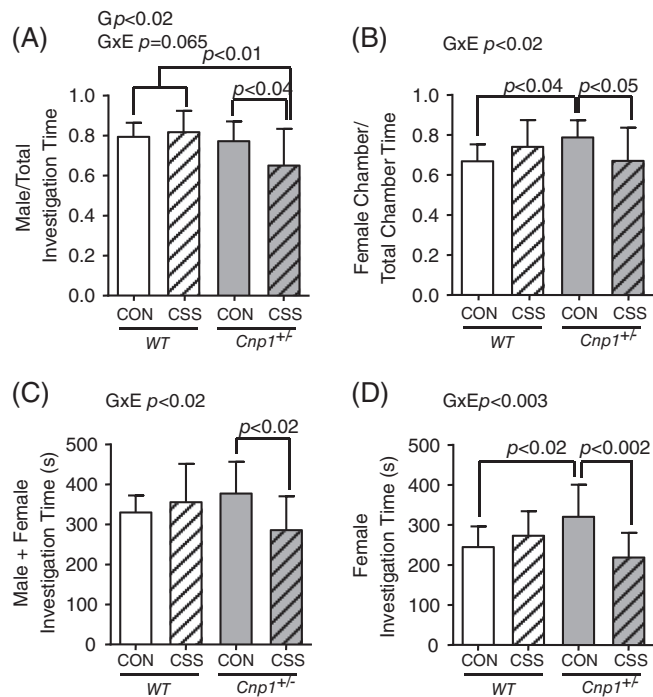 (A)
Gp<0.02
GxE p=0.065
p<0.01
p<0.04
1.0
0.8
0.6
0.4
0.2
0.0
Male/Total
Investigation Time
CON CSS CON CSS
WT Cnp1+/-
(B)
GxE p<0.02
p<0.04 p<0.05
1.0
0.8
0.6
0.4
0.2
0.0
Female Chamber/
Total Chamber Time
CON CSS CON CSS
WT Cnp1+/-
(C)
GxE p<0.02
p<0.02
500
400
300
200
100
0
Male + Female
Investigation Time (s)
CON CSS CON CSS
WT Cnp1+/-
(D)
GxEp<0.003
p<0.02 p<0.002
500
400
300
200
100
0
Female
Investigation Time (s)
CON CSS CON CSS
WT Cnp1+/-